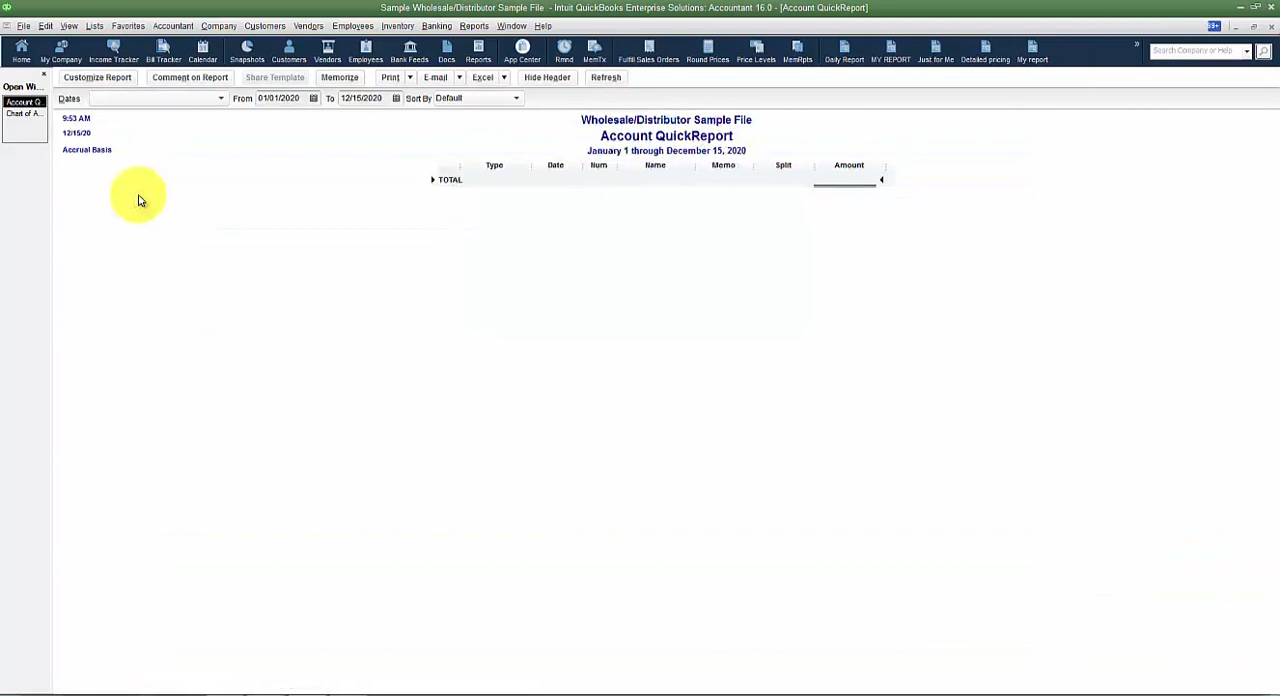 Sample Wholesale/Distributor Sample File - Intuit QuickBooks Enterprise Solutions: Accountant 16.0 - [Account QuickReport]
File Edit View Lists Favorites Accountant Company Customers Vendors Employees Inventory Banking Reports Window Help
Home My Company Income Tracker Bill Tracker Calendar Snapshots Customers Vendors Employees Bank Feeds Docs Reports App Center Rmnd MemTx Fulfill Sales Orders Round Prices Price Levels MemRpts Daily Report MY REPORT Just for Me Detailed pricing My report » Search Company or Help
Open Wi... Customize Report Comment on Report Share Template Memorize Print E-mail Excel Hide Header Refresh
Account Q... Dates From 01/01/2020 To 12/15/2020 Sort By Default
Chart of A...
9:53 AM Wholesale/Distributor Sample File
12/15/20 Account QuickReport
Accrual Basis January 1 through December 15, 2020
Type Date Num Name Memo Split Amount
TOTAL